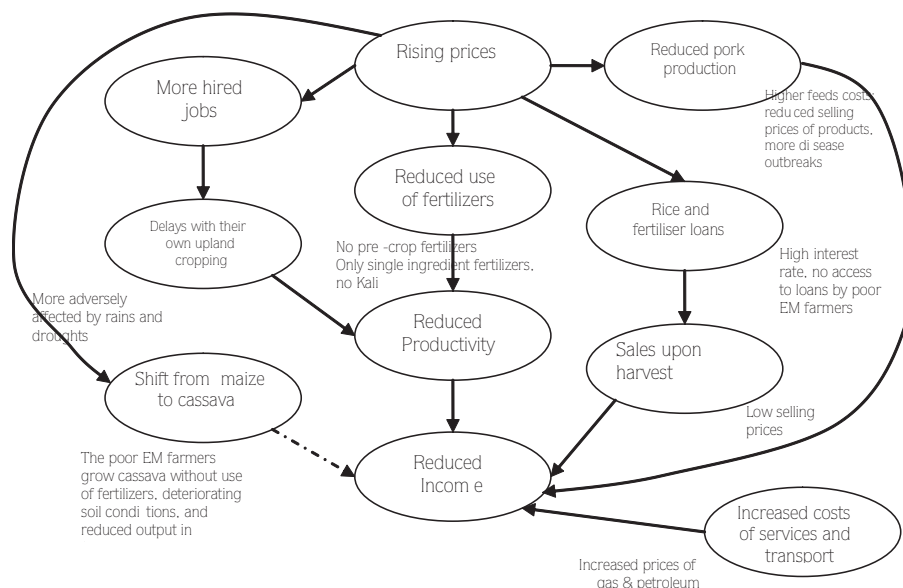 Rising prices
Reduced pork
production
More hired
jobs
Higher feeds costs,
reduced selling
prices of products,
more di sease
outbreaks
Reduced use
of fertilizers
Rice and
fertiliser loans
Delays with their
own upland
cropping
No pre -crop fertilizers
Only single ingredient fertilizers,
no Kali
High interest
rate, no access
to loans by poor
EM farmers
More adversely
affected by rains and
droughts
Reduced
Productivity
Sales upon
harvest
Shift from maize
to cassava
Low selling
prices
The poor EM farmers
grow cassava without use
of fertilizers, deteriorating
soil condi tions, and
reduced output in
Reduced
Incom e
Increased costs
of services and
transport
Increased prices of
gas & petroleum